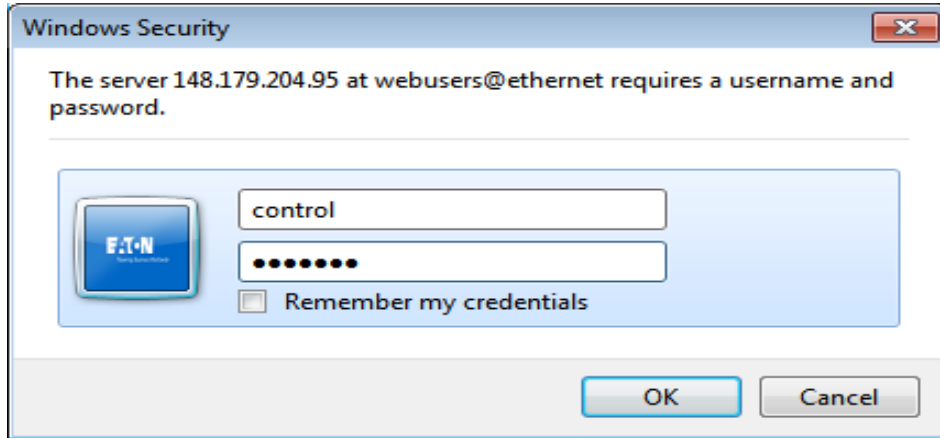 Windows Security
The server 148.179.204.95 at webusers@ethernet requires a username and
password.
control
EATON
●●●●●●●
Remember my credentials
OK
Cancel